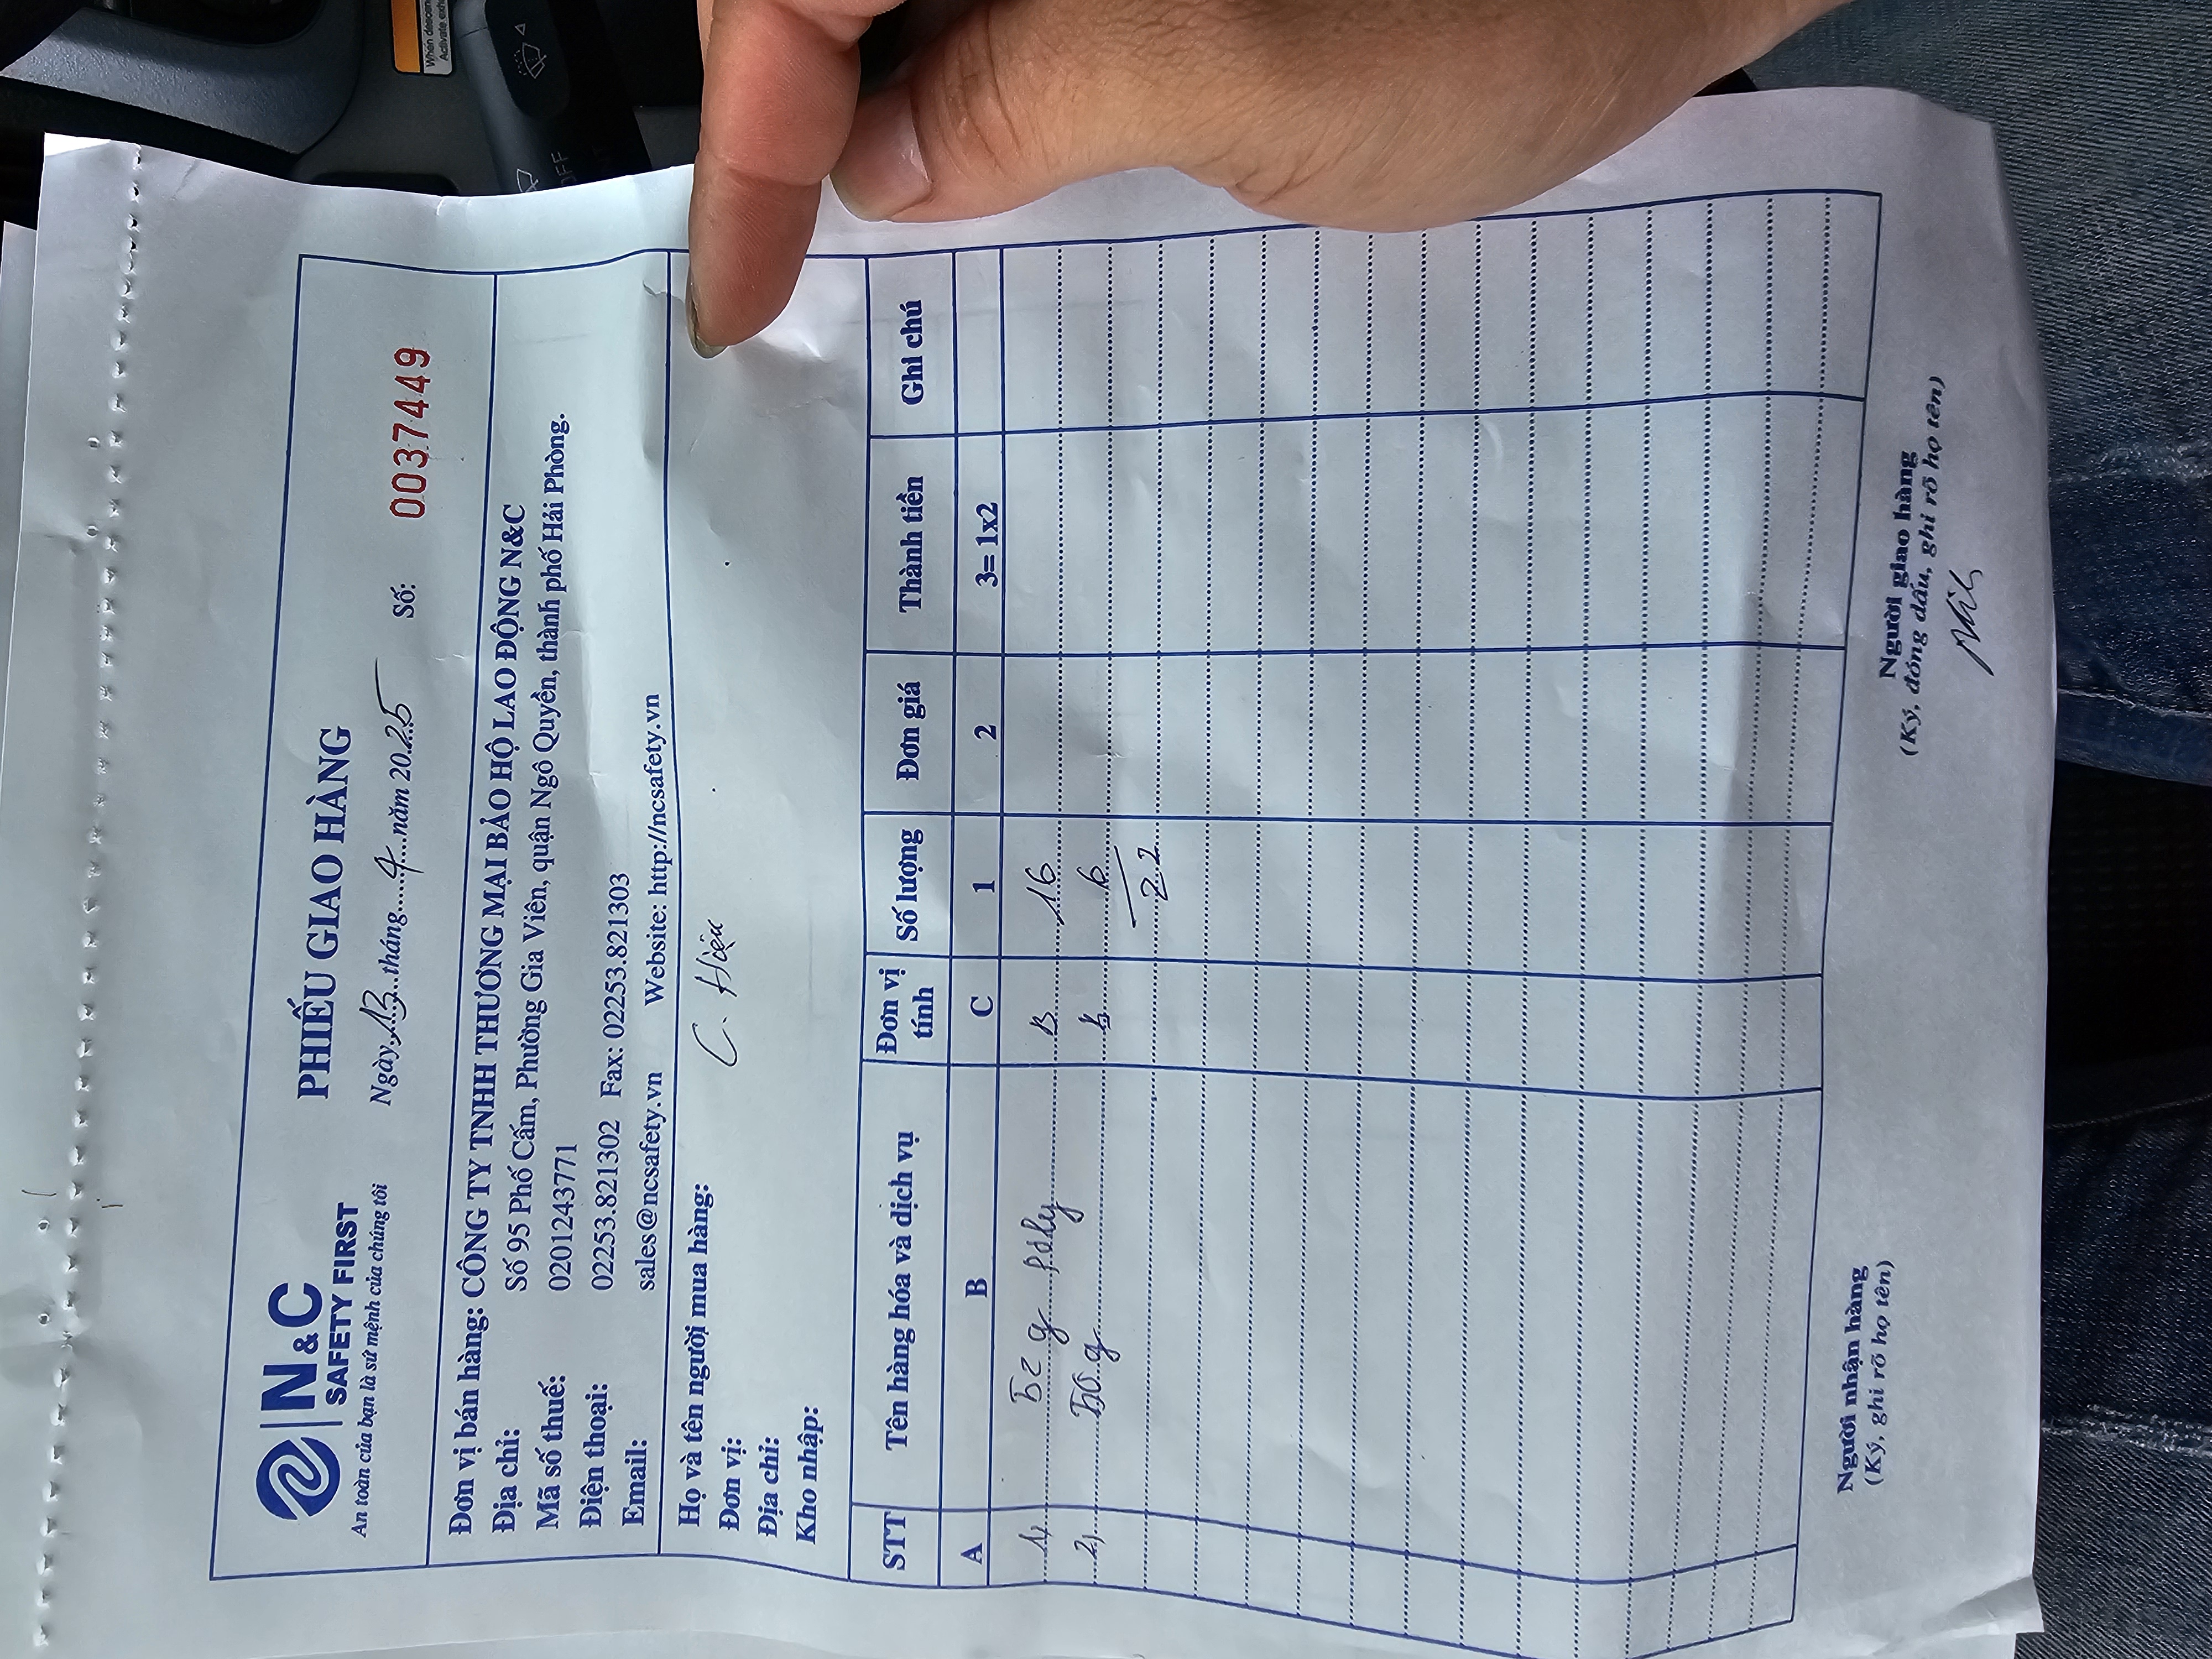 N&C
SAFETY FIRST
An toàn của bạn là sứ mệnh của chúng tôi
PHIẾU GIAO HÀNG
Ngày 13 tháng 4 năm 2025
Số: 0037449
Đơn vị bán hàng: CÔNG TY TNHH THƯƠNG MẠI BẢO HỘ LAO ĐỘNG N&C
Địa chỉ: Số 95 Phố Cấm, Phường Gia Viên, quận Ngô Quyền, thành phố Hải Phòng.
Mã số thuế: 0201243771
Điện thoại: 02253.821302 Fax: 02253.821303
Email: sales@ncsafety.vn Website: http://ncsafety.vn
Họ và tên người mua hàng: C. Hiệu
Đơn vị:
Địa chỉ:
Kho nhập:
STT Tên hàng hóa và dịch vụ Đơn vị tính Số lượng Đơn giá Thành tiền Ghi chú
A B C 1 2 3= 1x2
1, g poly 16
2, g 6
22
Người nhận hàng
(Ký, ghi rõ họ tên)
Người giao hàng
(Ký, đóng dấu, ghi rõ họ tên)
When descen
Activate exh
OFF